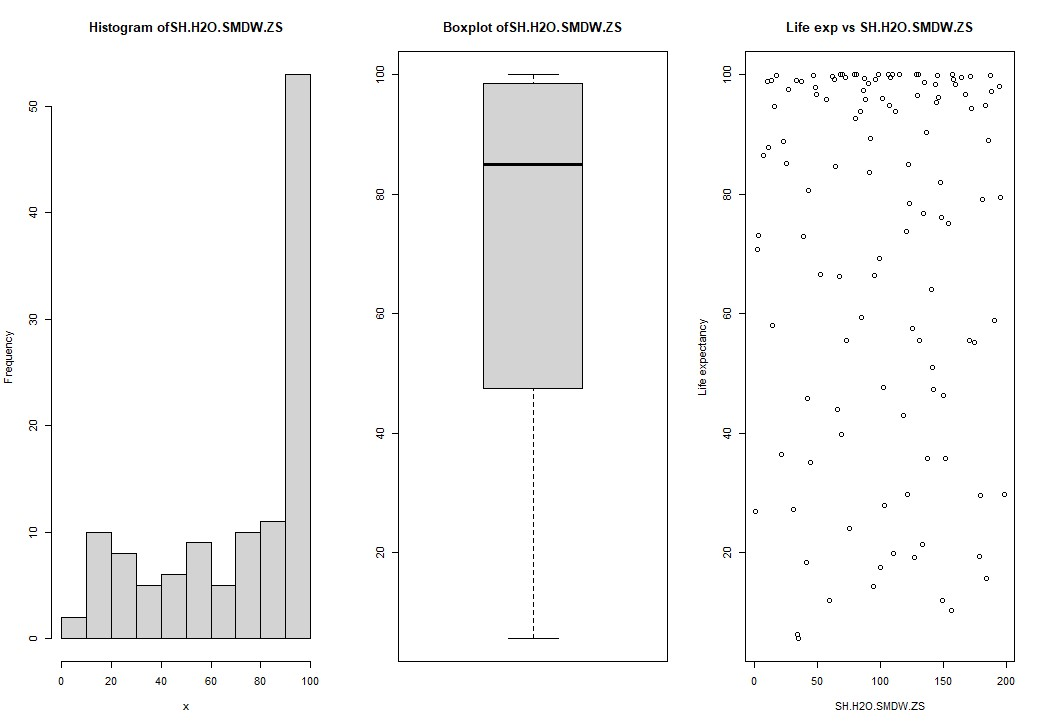 Histogram ofSH.H2O.SMDW.ZS
Frequency
50
40
30
20
10
0
0 20 40 60 80 100
x
Boxplot ofSH.H2O.SMDW.ZS
100
80
60
40
20
Life exp vs SH.H2O.SMDW.ZS
Life expectancy
100
80
60
40
20
0 50 100 150 200
SH.H2O.SMDW.ZS